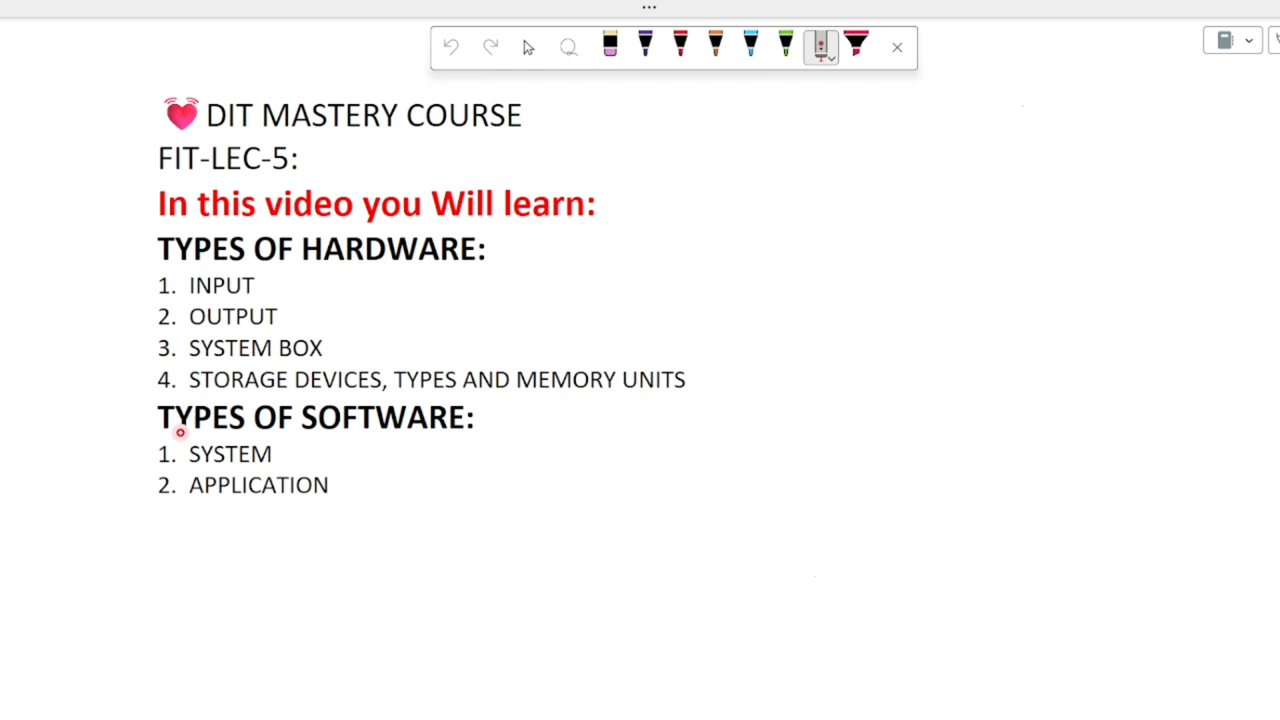 DIT MASTERY COURSE
FIT-LEC-5:
In this video you Will learn:
TYPES OF HARDWARE:
1. INPUT
2. OUTPUT
3. SYSTEM BOX
4. STORAGE DEVICES, TYPES AND MEMORY UNITS
TYPES OF SOFTWARE:
1. SYSTEM
2. APPLICATION